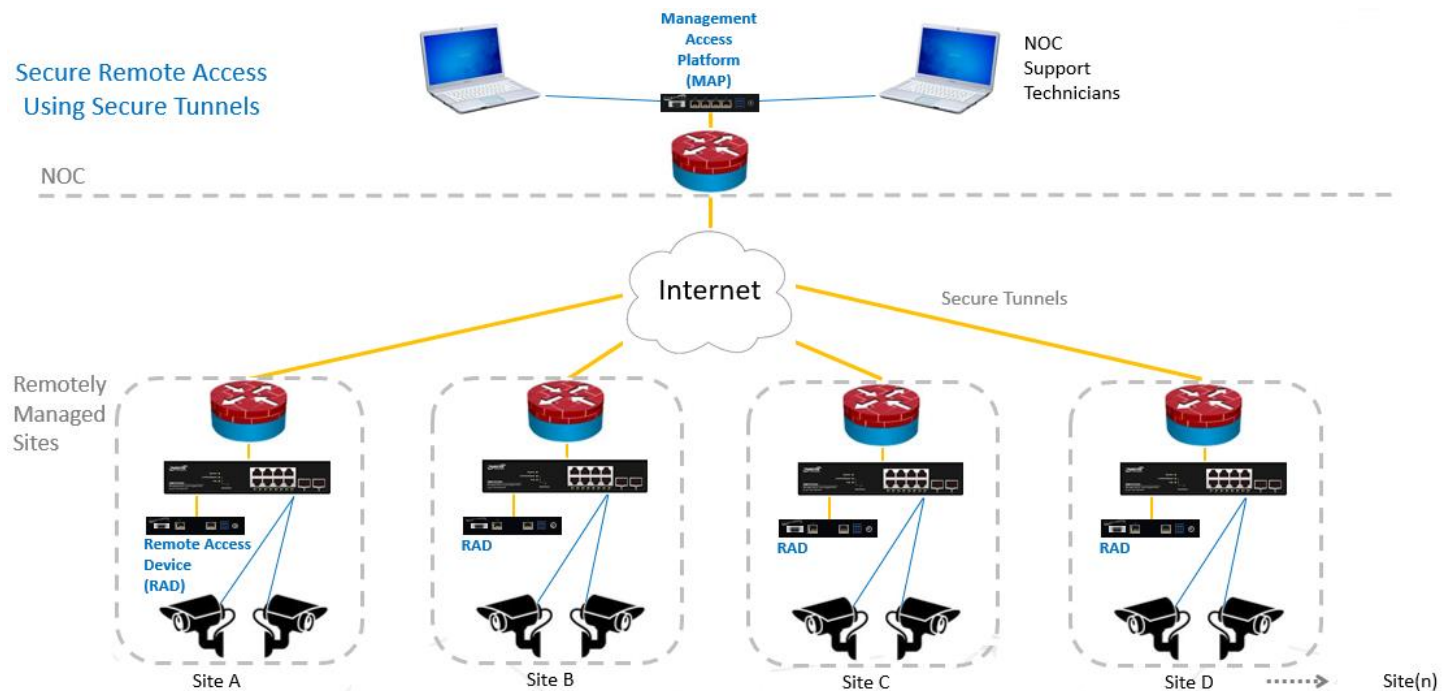 Secure Remote Access
Using Secure Tunnels
Management
Access
Platform
(MAP)
NOC
Support
Technicians
NOC
Internet
Secure Tunnels
Remotely
Managed
Sites
Remote Access
Device
(RAD)
RAD
RAD
RAD
Site A
Site B
Site C
Site D
Site(n)